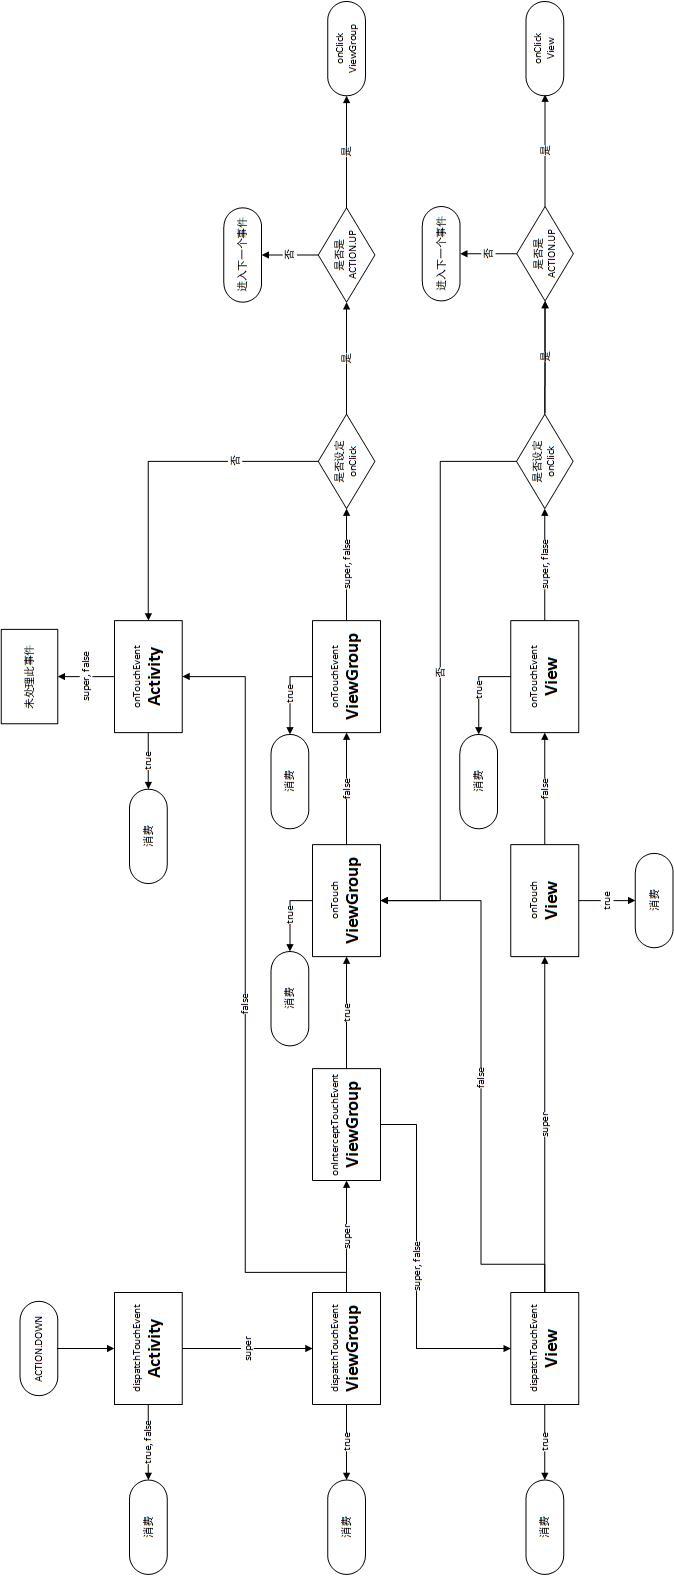 未处理此事件
ACTION.DOWN
super, false
dispatchTouchEvent
Activity
消费
true, false
onTouchEvent
Activity
消费
true
super
false
否
进入下一个事件
否
消费
true
消费
true
dispatchTouchEvent
ViewGroup
消费
true
super
onInterceptTouchEvent
ViewGroup
true
onTouch
ViewGroup
false
onTouchEvent
ViewGroup
super, false
是否设定
onClick
是
是否是
ACTION.UP
是
onClick
ViewGroup
super, false
否
进入下一个事件
否
false
消费
true
dispatchTouchEvent
View
消费
true
super
onTouch
View
false
onTouchEvent
View
super, flase
是否设定
onClick
是
是否是
ACTION.UP
是
onClick
View
true
消费